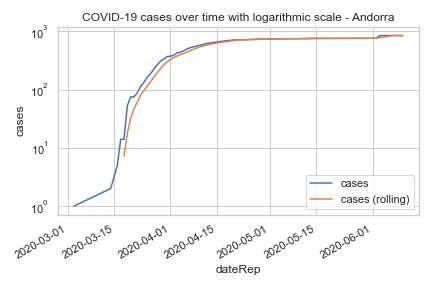 COVID-19 cases over time with logarithmic scale - Andorra
10³
10²
10¹
10⁰
cases
cases
cases (rolling)
2020-03-01
2020-03-15
2020-04-01
2020-04-15
2020-05-01
2020-05-15
2020-06-01
dateRep